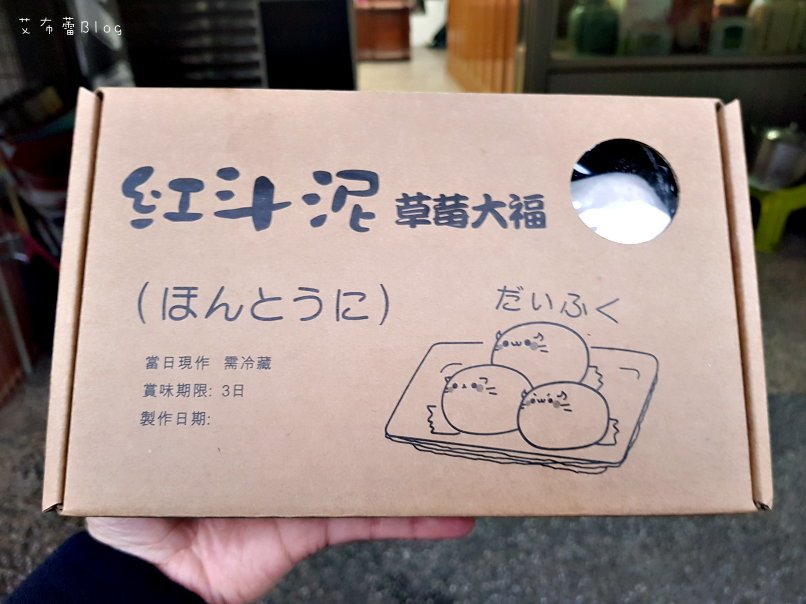 艾布蕾Blog
紅斗泥 草莓大福
(ほんとうに)
だいふく
當日現作 需冷藏
賞味期限: 3日
製作日期: